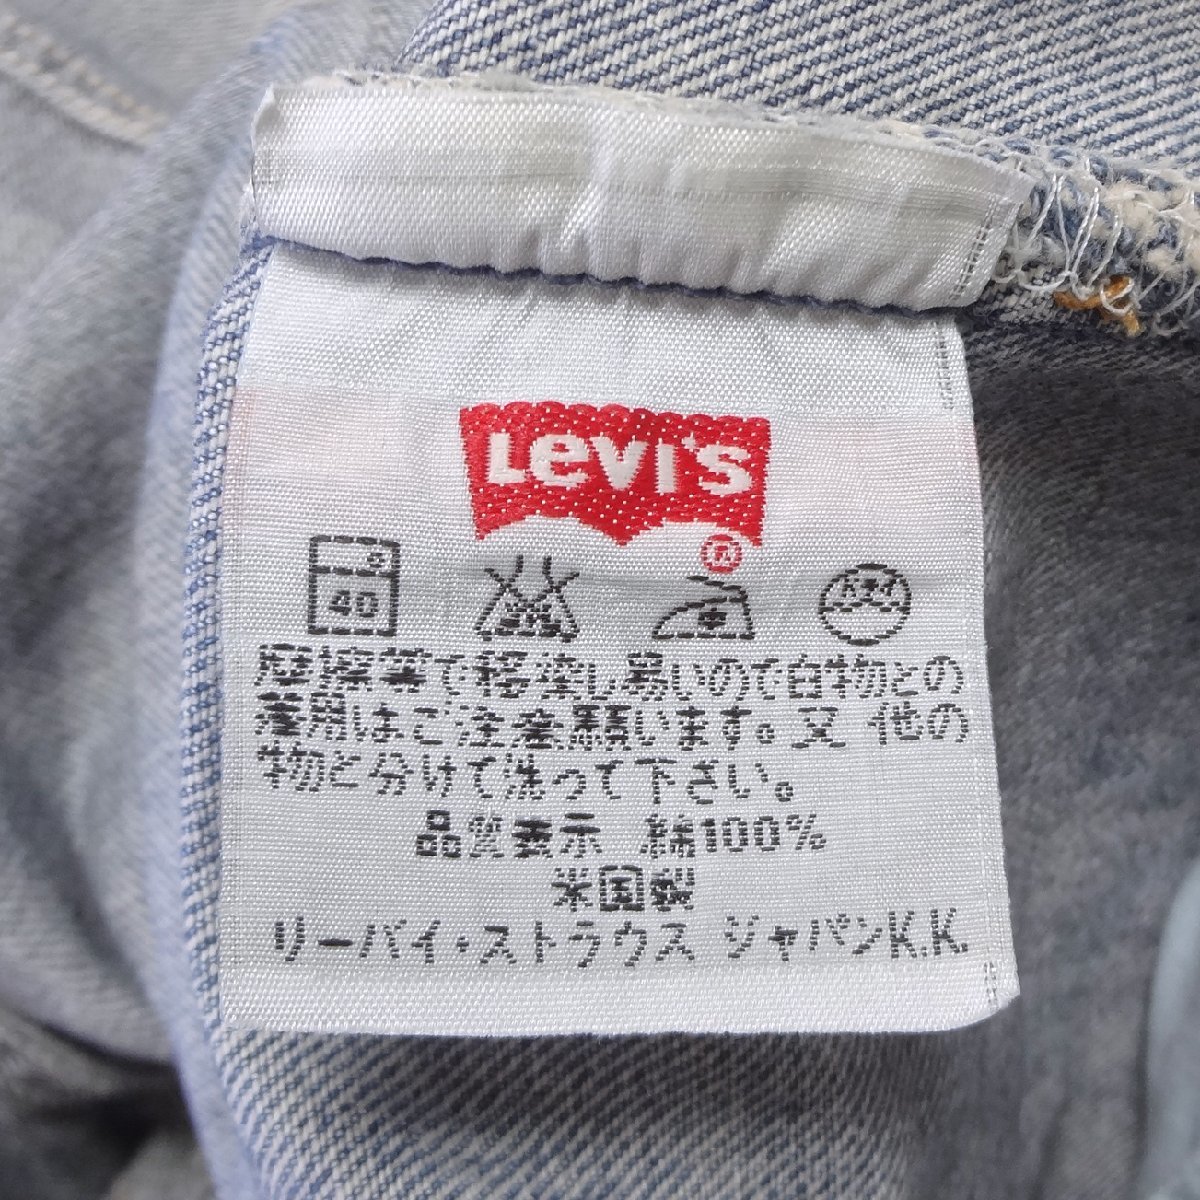 LEVI'S
®
40
摩擦等で移染し易いので白物との
着用はご注意願います。又 他の
物と分けて洗って下さい。
品質表示 綿100%
米国製
リーバイ・ストラウス ジャパンK.K.